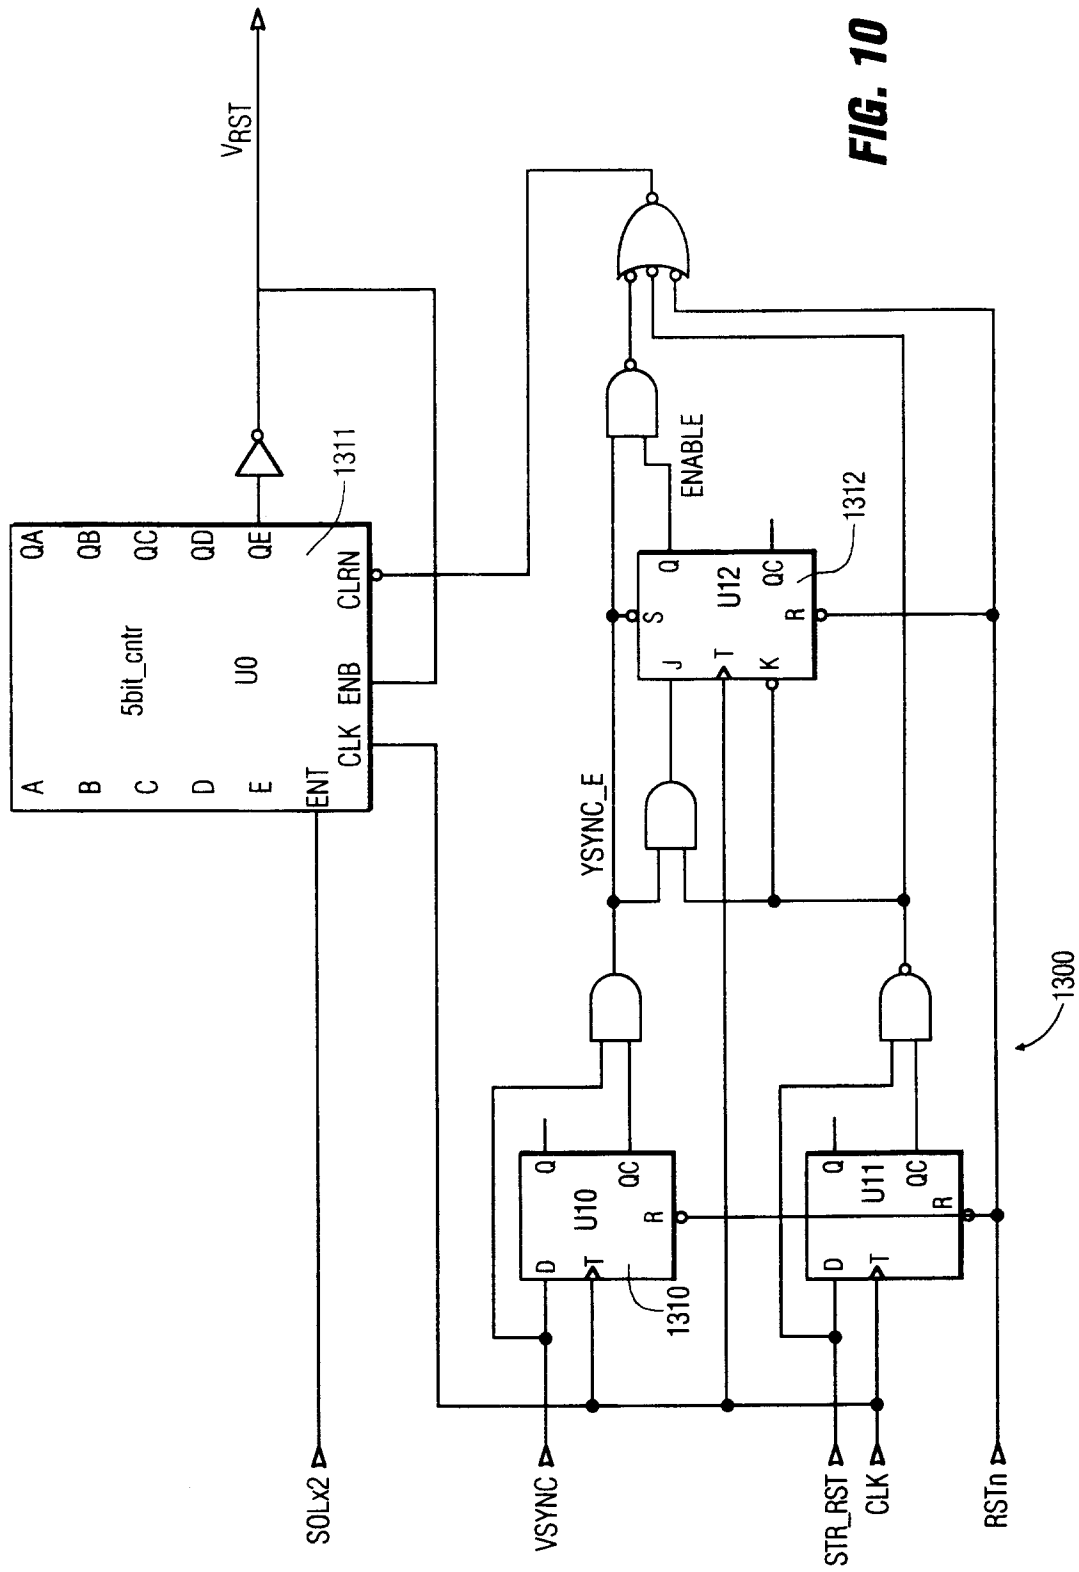 SOLx2
VSYNC
STR_RST
CLK
RSTn
A
B
C
D
E
ENT
CLK
ENB
CLRN
5bit_cntr
U0
QA
QB
QC
QD
QE
1311
VRST
D
T
U10
Q
QC
R
1310
D
T
U11
Q
QC
R
YSYNC_E
J
T
K
S
U12
R
Q
QC
1312
ENABLE
1300
FIG. 10